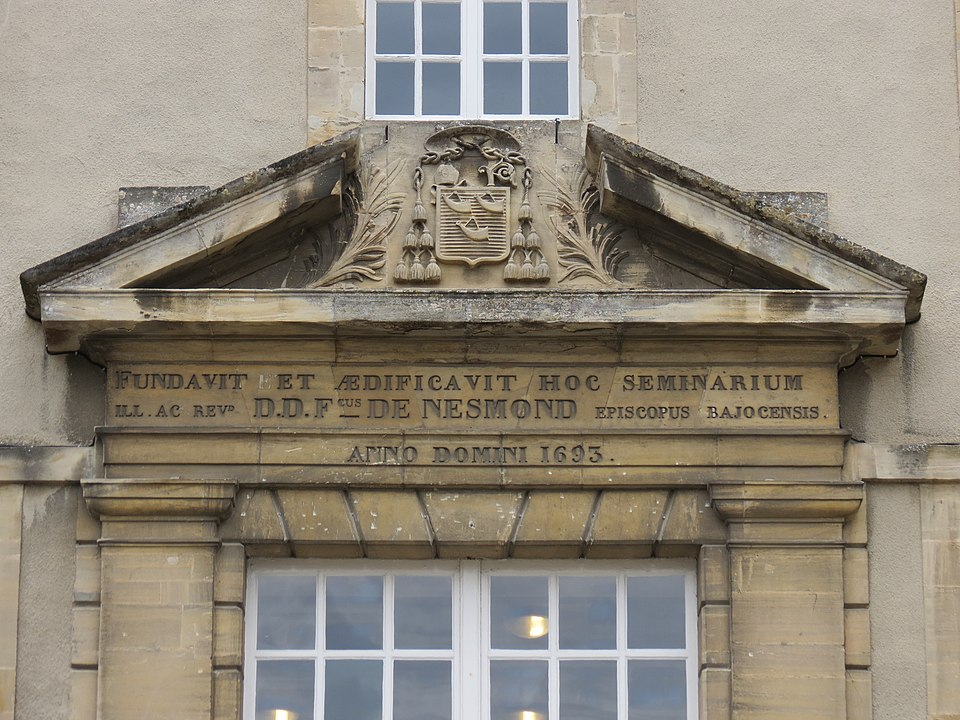 FUNDAVIT ET ÆDIFICAVIT HOC SEMINARIUM
ILL. AC REVᴰ. D.D. Fᶜᵁˢ DE NESMOND EPISCOPUS BAJOCENSIS.
ANNO DOMINI 1693.